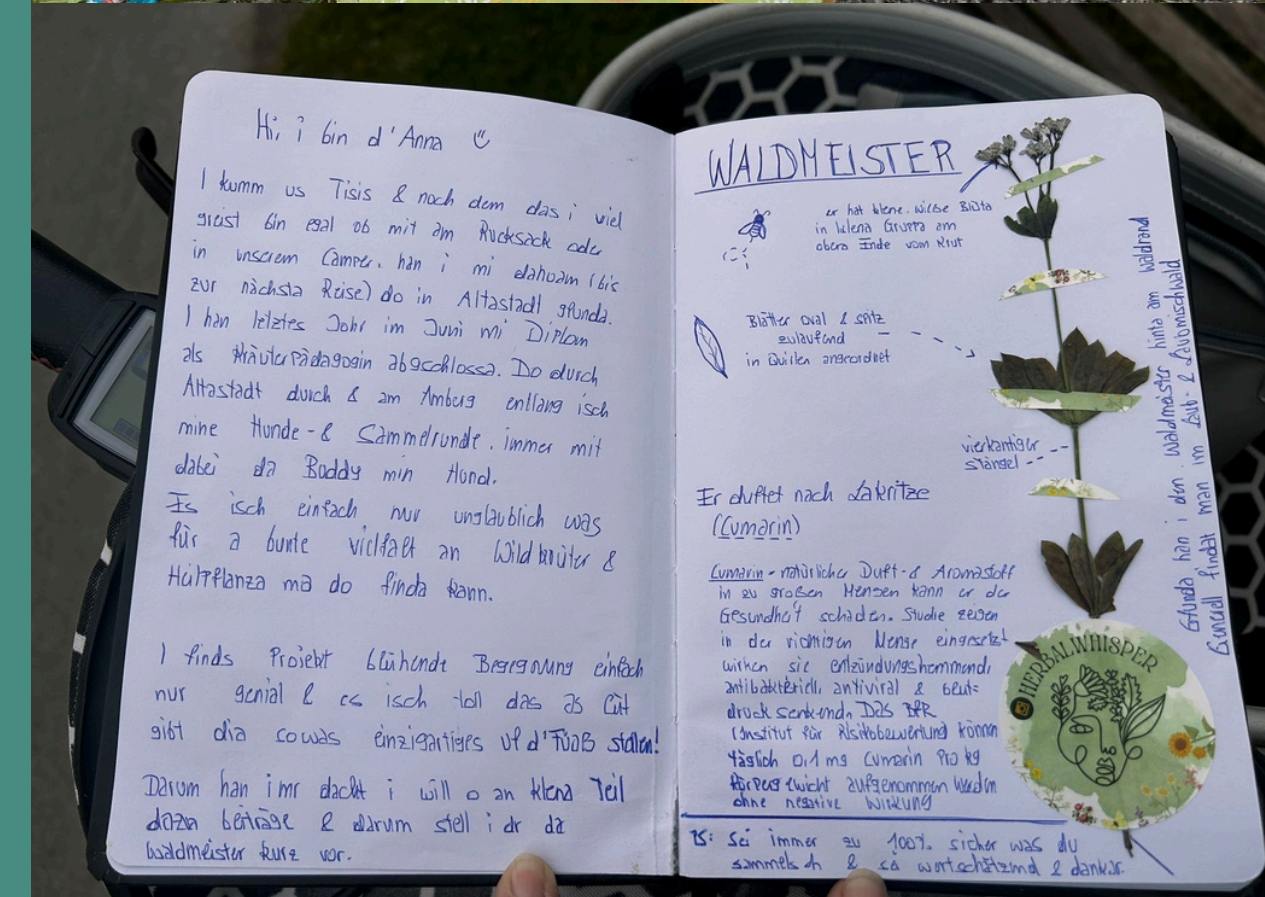 Hi, i bin d'Anna
I kumm us Tisis & noch dem das i viel
greist bin egal ob mit am Rucksack oder
in unserem Camper, han i mi dahoam (bis
zur nächsta Reise) do in Altastadt gfunda.
I han letztes Johr im Juni mi Diplom
als Kräuterpädagogin abgschlossa. Do durch
Altastadt durch & am Amberg entlang isch
mine Hunde- & Sammelrunde, immer mit
dabei da Buddy min Hund.
Es isch einfach nur unglaublich was
für a bunte vielfalt an Wildkräuter &
Heilpflanza ma do finda kann.
I finds Projekt blühende Begegnung einfach
nur genial & es isch toll das as Lüt
gibt dia sowas einzigartiges uf d'Füaß stellen!
Darum han i mr dacht i will o an klena Teil
dazu beiträge & darum stell i dr da
Waldmeister kurz vor.
WALDMEISTER
er hat klene, wisse Blüta
in klena Gruppa am
obera Ende vom Krut
Blätter oval & spitz
zulaufend
in Quirlen angeordnet
vierkantiger
stängel
Er duftet nach Lakritze
(Cumarin)
Cumarin - natürlicher Duft- & Aromastoff
in zu großen Mengen kann er der
Gesundheit schaden. Studie zeigen
in der richtigen Menge eingesetzt
wirken sie entzündungshemmend,
antibakteriell, antiviral & blut=
druck senkend. Das BfR
(Institut für Risikobewertung können
täglich 0,1 mg Cumarin pro kg
Körpergewicht aufgenommen werden
ohne negative Wirkung
PS: Sei immer zu 100% sicher was du
sammelsch & sä wertschätzend & dankbar.
Gfunda han i den Waldmeister hinta am Waldrand
Generell findat man im Laub- & Laubmischwald
HERBALWHISPER